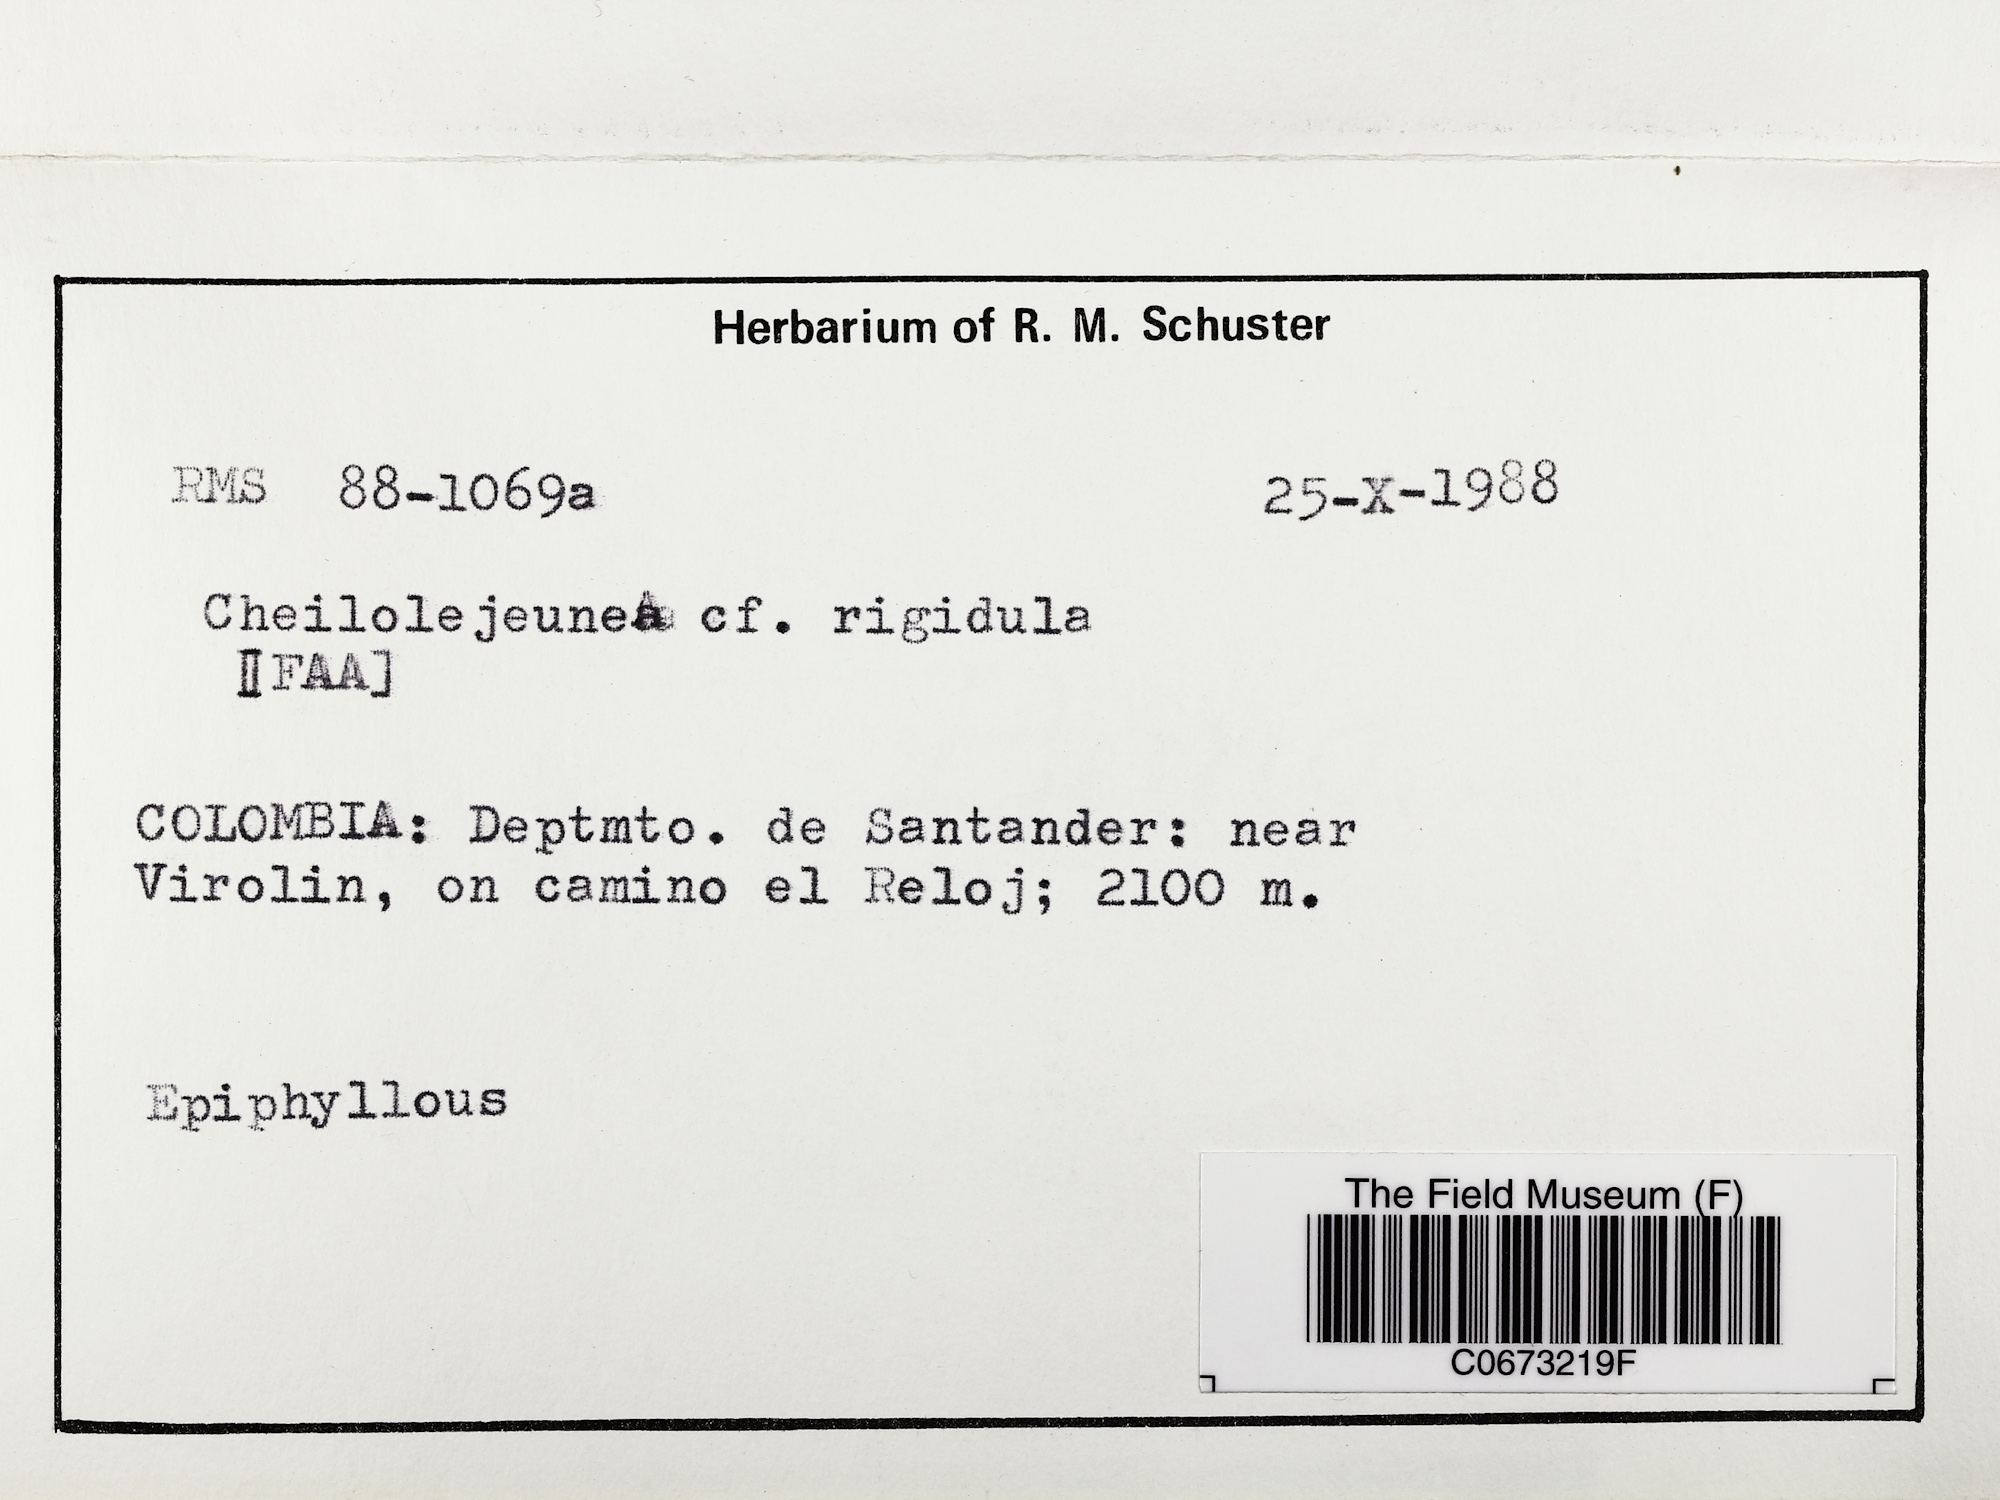 Herbarium of R. M. Schuster
RMS 88-1069a 25-X-1988
Cheilolejeunea cf. rigidula
[FAA]
COLOMBIA: Deptmto. de Santander: near
Virolin, on camino el Reloj; 2100 m.
Epiphyllous
The Field Museum (F)
C0673219F